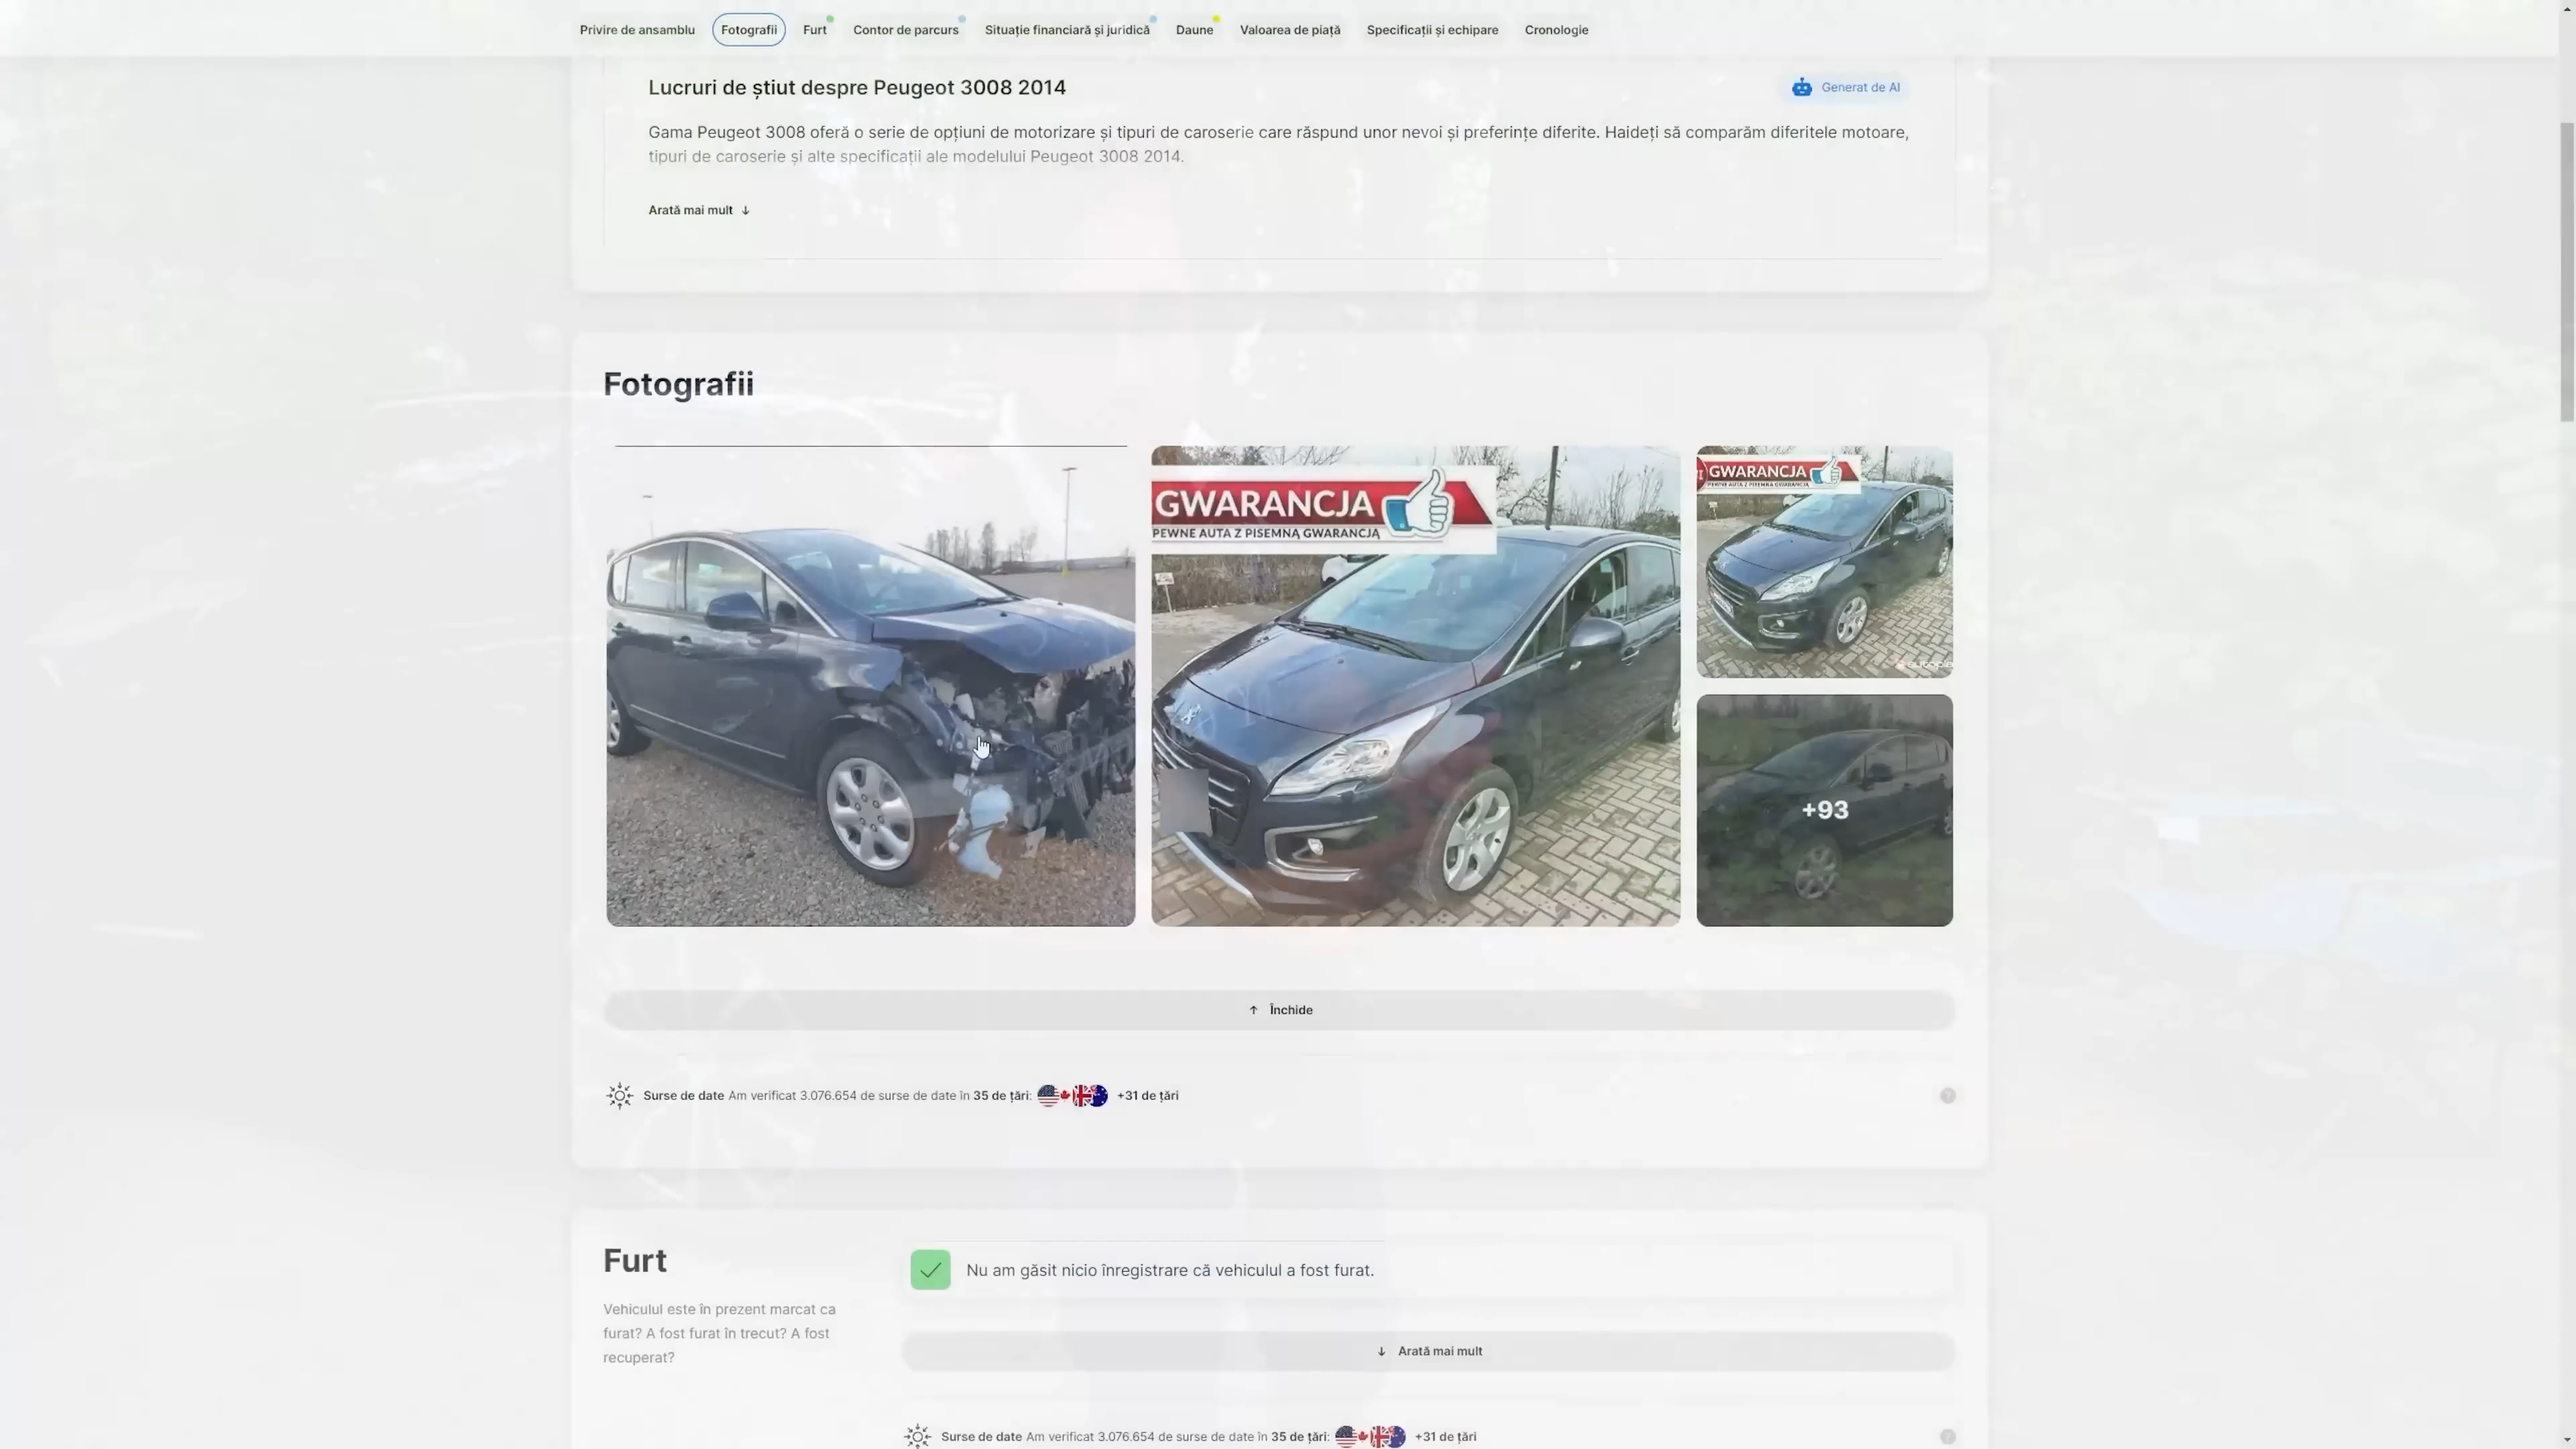 Privire de ansamblu
Fotografii
Furt
Contor de parcurs
Situație financiară și juridică
Daune
Valoarea de piață
Specificații și echipare
Cronologie
Lucruri de știut despre Peugeot 3008 2014
Generat de AI
Gama Peugeot 3008 oferă o serie de opțiuni de motorizare și tipuri de caroserie care răspund unor nevoi și preferințe diferite. Haideți să comparăm diferitele motoare,
tipuri de caroserie și alte specificații ale modelului Peugeot 3008 2014.
Arată mai mult
Fotografii
GWARANCJA
PEWNE AUTA Z PISEMNĄ GWARANCJĄ
GWARANCJA
PEWNE AUTA Z PISEMNĄ GWARANCJĄ
+93
Închide
Surse de date Am verificat 3.076.654 de surse de date în 35 de țări: +31 de țări
Furt
Vehiculul este în prezent marcat ca
furat? A fost furat în trecut? A fost
recuperat?
Nu am găsit nicio înregistrare că vehiculul a fost furat.
Arată mai mult
Surse de date Am verificat 3.076.654 de surse de date în 35 de țări: +31 de țări